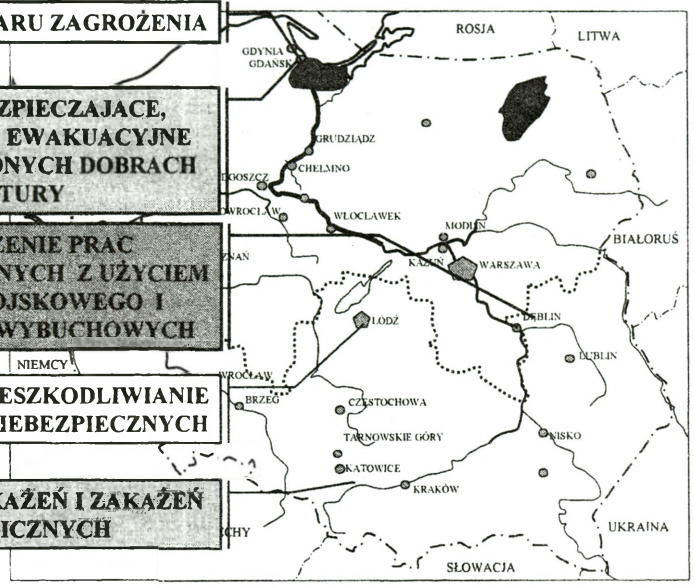 ARU ZAGROŻENIA
ZPIECZAJACE,
EWAKUACYJNE
ONYCH DOBRACH
TURY
ZENIE PRAC
NYCH Z UŻYCIEM
OJSKOWEGO I
WYBUCHOWYCH
NIEMCY
ESZKODLIWIANIE
IEBEZPIECZNYCH
KAŻEŃ I ZAKAŻEŃ
ICZNYCH
ROSJA
LITWA
GDYNIA
GDAŃSK
GRUDZIĄDZ
CHEŁMNO
DGOSZCZ
OWROCŁAW
WŁOCŁAWEK
MODLIN
BIAŁORUŚ
ZNAŃ
KAZUŃ
WARSZAWA
ŁÓDŹ
DĘBLIN
LUBLIN
WROCŁAW
BRZEG
CZĘSTOCHOWA
TARNOWSKIE GÓRY
NISKO
KATOWICE
KRAKÓW
CHY
UKRAINA
SŁOWACJA